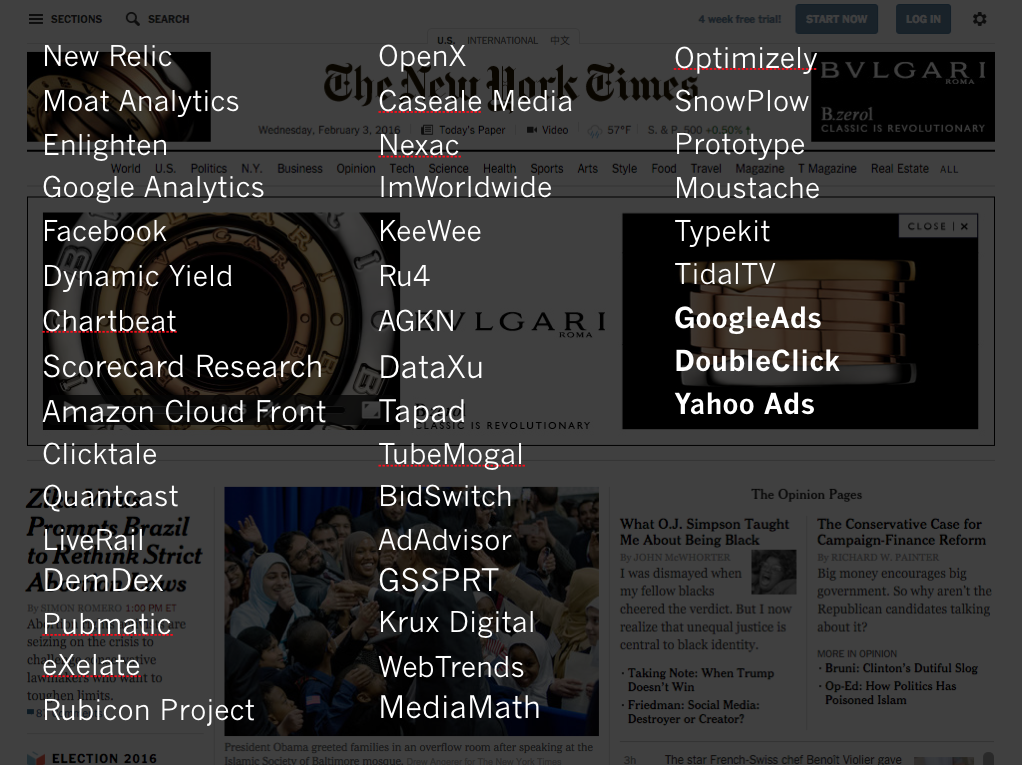 SECTIONS
SEARCH
4 week free trial!
START NOW
LOG IN
U.S.
INTERNATIONAL
中文
The New York Times
Wednesday, February 3, 2016
Today's Paper
Video
57°F
S. & P. 500 +0.50%
World U.S. Politics N.Y. Business Opinion Tech Science Health Sports Arts Style Food Travel Magazine T Magazine Real Estate ALL
BVLGARI
ROMA
B.zero1
CLASSIC IS REVOLUTIONARY
New Relic
Moat Analytics
Enlighten
Google Analytics
Facebook
Dynamic Yield
Chartbeat
Scorecard Research
Amazon Cloud Front
Clicktale
Quantcast
LiveRail
DemDex
Pubmatic
eXelate
Rubicon Project
OpenX
Caseale Media
Nexac
ImWorldwide
KeeWee
Ru4
AGKN
DataXu
Tapad
TubeMogal
BidSwitch
AdAdvisor
GSSPRT
Krux Digital
WebTrends
MediaMath
Optimizely
SnowPlow
Prototype
Moustache
Typekit
TidalTV
GoogleAds
DoubleClick
Yahoo Ads
CLOSE | X
BVLGARI
ROMA
CLASSIC IS REVOLUTIONARY
Prompts Brazil
to Rethink Strict
By SIMON ROMERO 1:00 PM ET
seizing on the crisis to
lawmakers who want to
toughen limits.
ELECTION 2016
President Obama greeted families in an overflow room after speaking at the
Islamic Society of Baltimore mosque. Drew Angerer for The New York Times
The Opinion Pages
What O.J. Simpson Taught
Me About Being Black
By JOHN McWHORTER
I was dismayed when
my fellow blacks
cheered the verdict. But I now
realize that unequal justice is
central to black identity.
· Taking Note: When Trump
Doesn't Win
· Friedman: Social Media:
Destroyer or Creator?
The Conservative Case for
Campaign-Finance Reform
By RICHARD W. PAINTER
Big money encourages big
government. So why aren't the
Republican candidates talking
about it?
MORE IN OPINION
· Bruni: Clinton's Dutiful Slog
· Op-Ed: How Politics Has
Poisoned Islam
3h
The star French-Swiss chef Benoît Violier gave